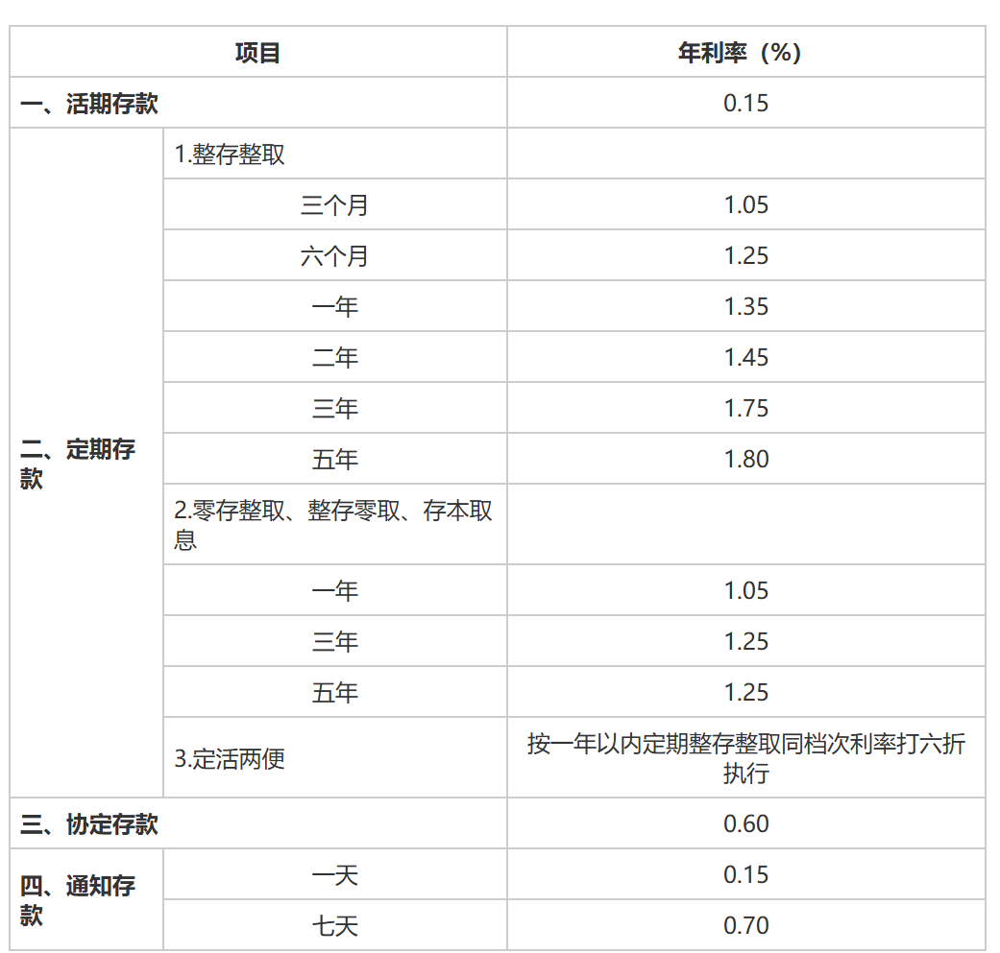 项目
年利率（%）
一、活期存款
0.15
二、定期存
款
1.整存整取
三个月
1.05
六个月
1.25
一年
1.35
二年
1.45
三年
1.75
五年
1.80
2.零存整取、整存零取、存本取
息
一年
1.05
三年
1.25
五年
1.25
3.定活两便
按一年以内定期整存整取同档次利率打六折
执行
三、协定存款
0.60
四、通知存
款
一天
0.15
七天
0.70